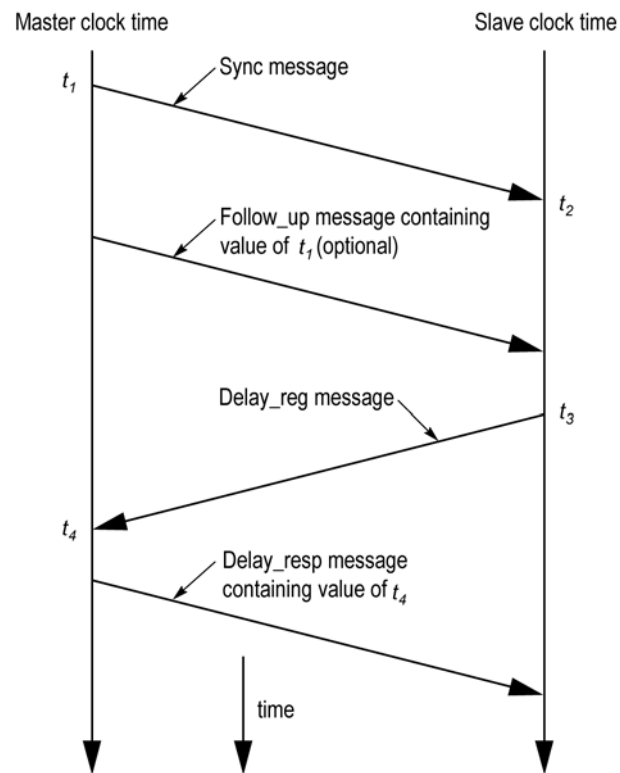 Master clock time
Slave clock time
t1
Sync message
t2
Follow_up message containing
value of t1 (optional)
Delay_reg message
t3
t4
Delay_resp message
containing value of t4
time